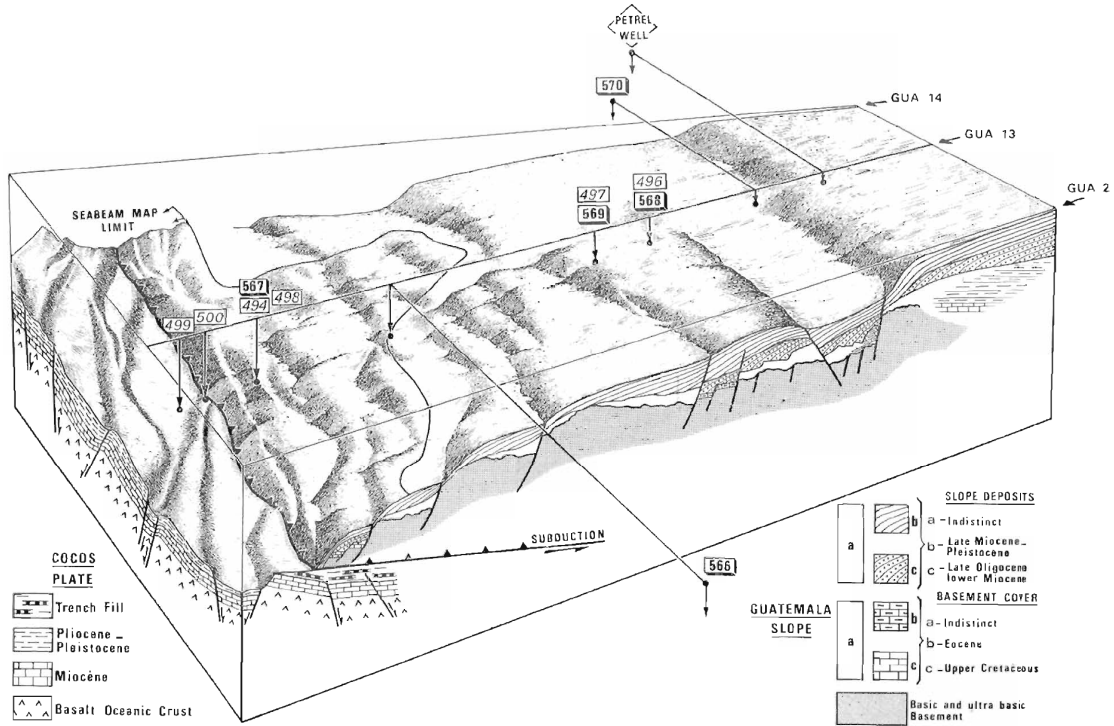 PETREL
WELL
570
GUA 14
GUA 13
GUA 2
496
568
497
569
SEABEAM MAP
LIMIT
567
494
498
499
500
SUBDUCTION
566
COCOS
PLATE
Trench Fill
Pliocene_
Pleistocene
Miocène
Basalt Oceanic Crust
GUATEMALA
SLOPE
SLOPE DEPOSITS
a
b
c
a - Indistinct
b - Late Miocene_
Pleistocene
c - Late Oligocene
lower Miocene
BASEMENT COVER
a
b
c
a - Indistinct
b - Eocene
c - Upper Cretaceous
Basic and ultra basic
Basement